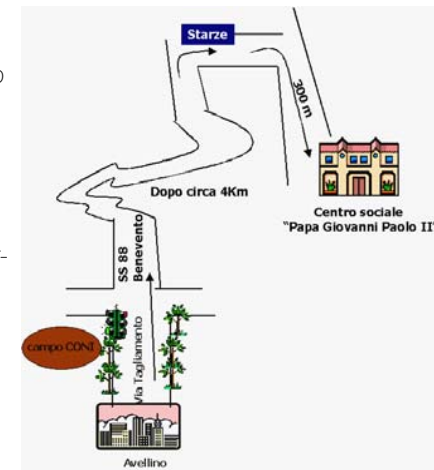 Starze
300 m
Dopo circa 4Km
Centro sociale
"Papa Giovanni Paolo II"
SS 88
Benevento
campo CONI
Via Tagliamento
Avellino